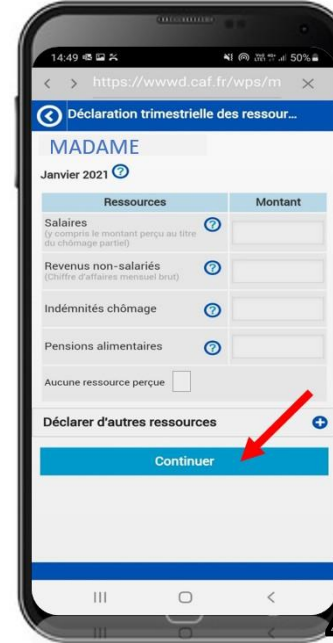 14:49 50%
< > https://wwwd.caf.fr/wps/m ×
Déclaration trimestrielle des ressour...
MADAME
Janvier 2021 ?
Ressources Montant
Salaires ?
(y compris le montant perçu au titre
du chômage partiel)
Revenus non-salariés ?
(Chiffre d'affaires mensuel brut)
Indémnités chômage ?
Pensions alimentaires ?
Aucune ressource perçue
Déclarer d'autres ressources +
Continuer